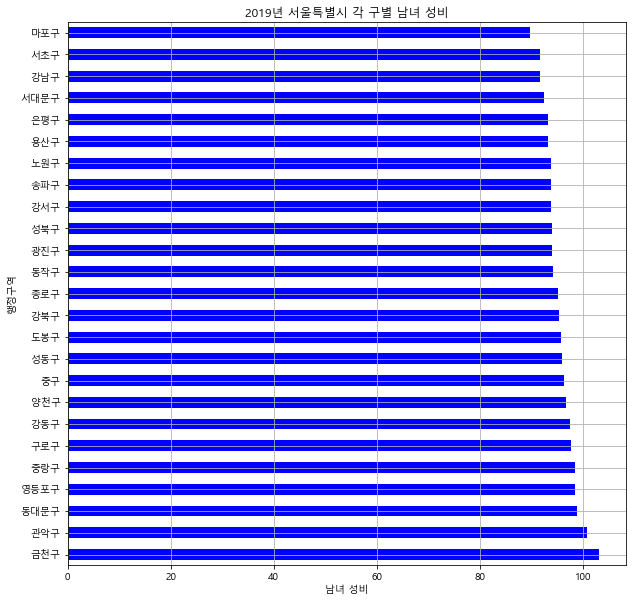 2019년 서울특별시 각 구별 남녀 성비
마포구
서초구
강남구
서대문구
은평구
용산구
노원구
송파구
강서구
성북구
광진구
동작구
종로구
강북구
도봉구
성동구
중구
양천구
강동구
구로구
중랑구
영등포구
동대문구
관악구
금천구
행정구역
0 20 40 60 80 100
남녀 성비